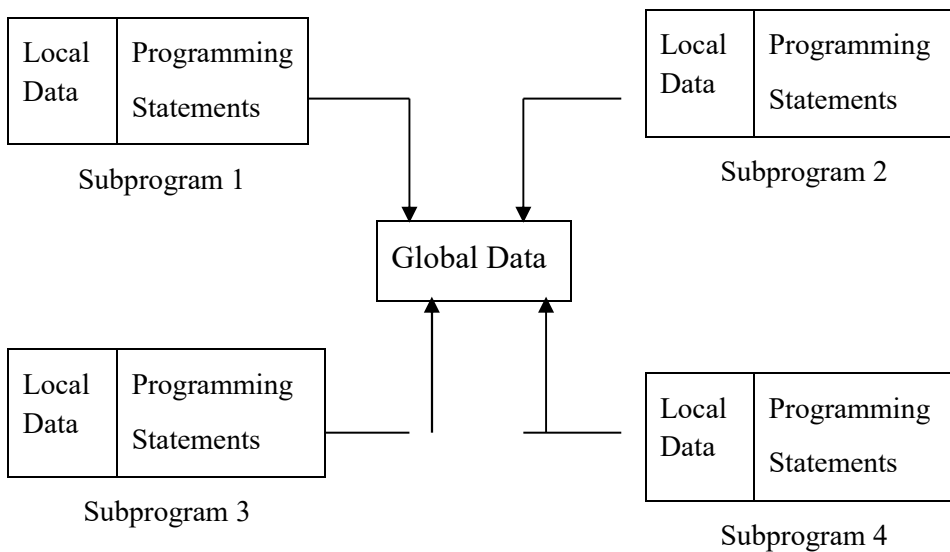 Local
Data
Programming
Statements
Subprogram 1
Local
Data
Programming
Statements
Subprogram 2
Global Data
Local
Data
Programming
Statements
Subprogram 3
Local
Data
Programming
Statements
Subprogram 4